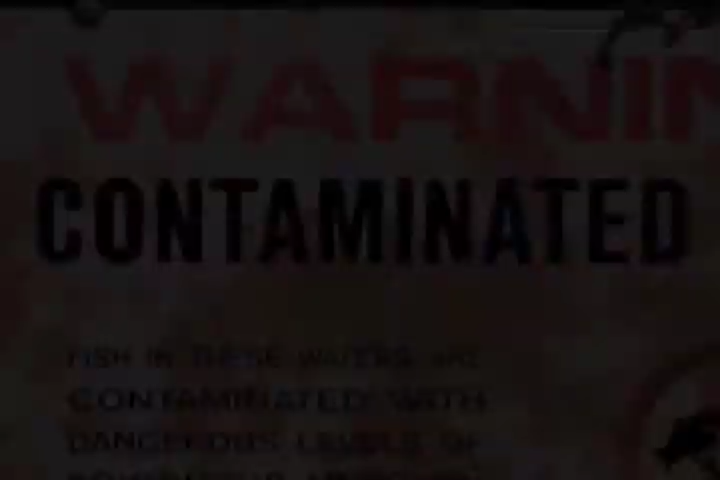 WARNIN
CONTAMINATED
FISH IN THESE WATERS ARE
CONTAMINATED WITH
DANGEROUS LEVELS OF